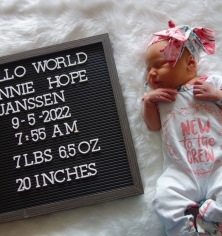 LLO WORLD
NNIE HOPE
JANSSEN
9-5-2022
7:55 AM
7 LBS 6.5 OZ
20 INCHES
NEW
TO THE
CREW